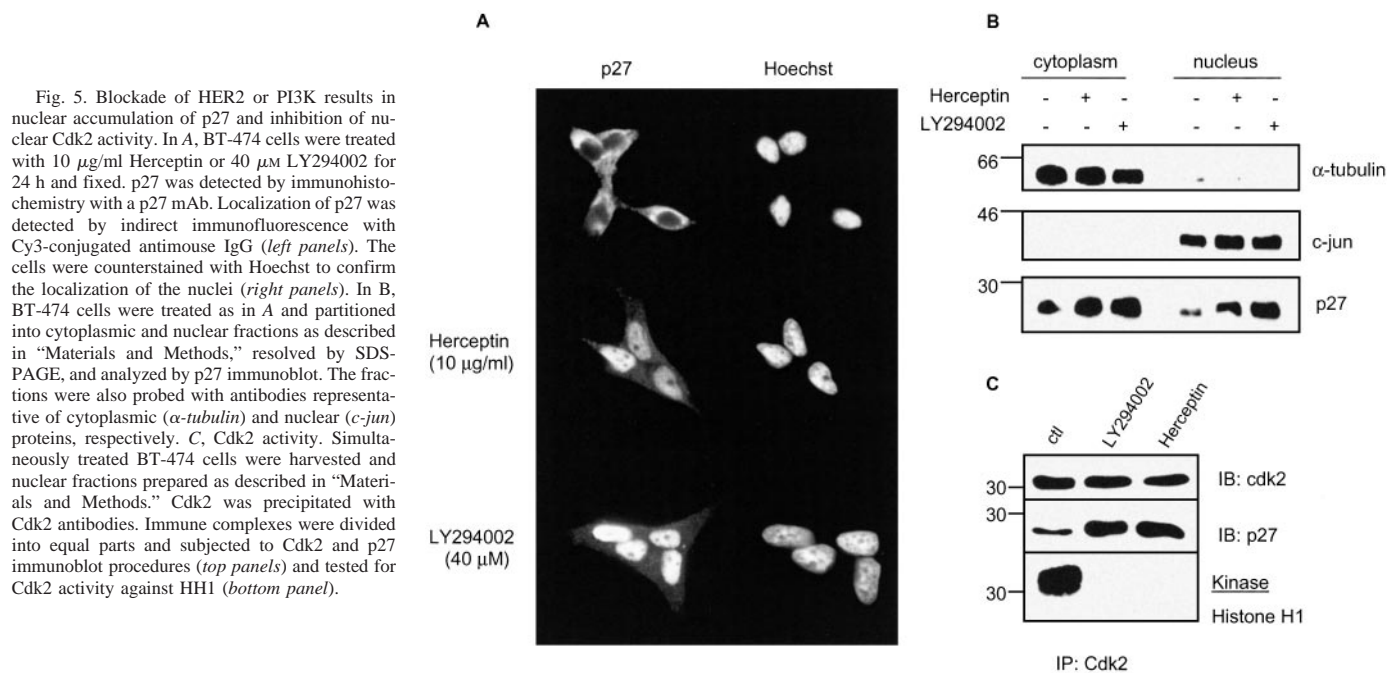 Fig. 5. Blockade of HER2 or PI3K results in
nuclear accumulation of p27 and inhibition of nu-
clear Cdk2 activity. In A, BT-474 cells were treated
with 10 μg/ml Herceptin or 40 μM LY294002 for
24 h and fixed. p27 was detected by immunohisto-
chemistry with a p27 mAb. Localization of p27 was
detected by indirect immunofluorescence with
Cy3-conjugated antimouse IgG (left panels). The
cells were counterstained with Hoechst to confirm
the localization of the nuclei (right panels). In B,
BT-474 cells were treated as in A and partitioned
into cytoplasmic and nuclear fractions as described
in “Materials and Methods,” resolved by SDS-
PAGE, and analyzed by p27 immunoblot. The frac-
tions were also probed with antibodies representa-
tive of cytoplasmic (α-tubulin) and nuclear (c-jun)
proteins, respectively. C, Cdk2 activity. Simulta-
neously treated BT-474 cells were harvested and
nuclear fractions prepared as described in “Materi-
als and Methods.” Cdk2 was precipitated with
Cdk2 antibodies. Immune complexes were divided
into equal parts and subjected to Cdk2 and p27
immunoblot procedures (top panels) and tested for
Cdk2 activity against HH1 (bottom panel).
A
p27 Hoechst
Herceptin
(10 μg/ml)
LY294002
(40 μM)
B
cytoplasm nucleus
Herceptin - + - - + -
LY294002 - - + - - +
66 α-tubulin
46 c-jun
30 p27
C
ctl LY294002 Herceptin
30 IB: cdk2
30 IB: p27
30 Kinase
Histone H1
IP: Cdk2